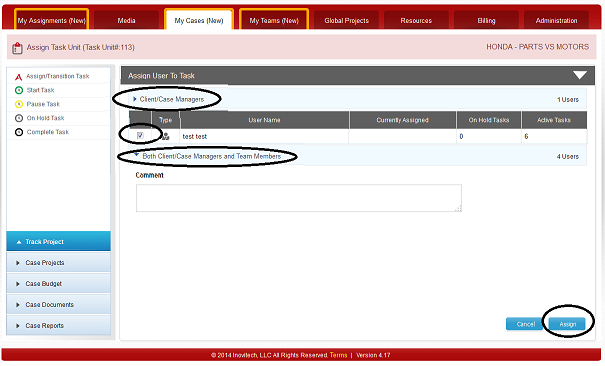 My Assignments (New) Media My Cases (New) My Teams (New) Global Projects Resources Billing Administration
Assign Task Unit (Task Unit#:113) HONDA - PARTS VS MOTORS
Assign/Transition Task
Start Task
Pause Task
On Hold Task
Complete Task
Track Project
Case Projects
Case Budget
Case Documents
Case Reports
Assign User To Task
Client/Case Managers 1 Users
Type User Name Currently Assigned On Hold Tasks Active Tasks
test test 0 6
Both Client/Case Managers and Team Members 4 Users
Comment
Cancel Assign
© 2014 Inovitech, LLC All Rights Reserved. Terms | Version 4.17